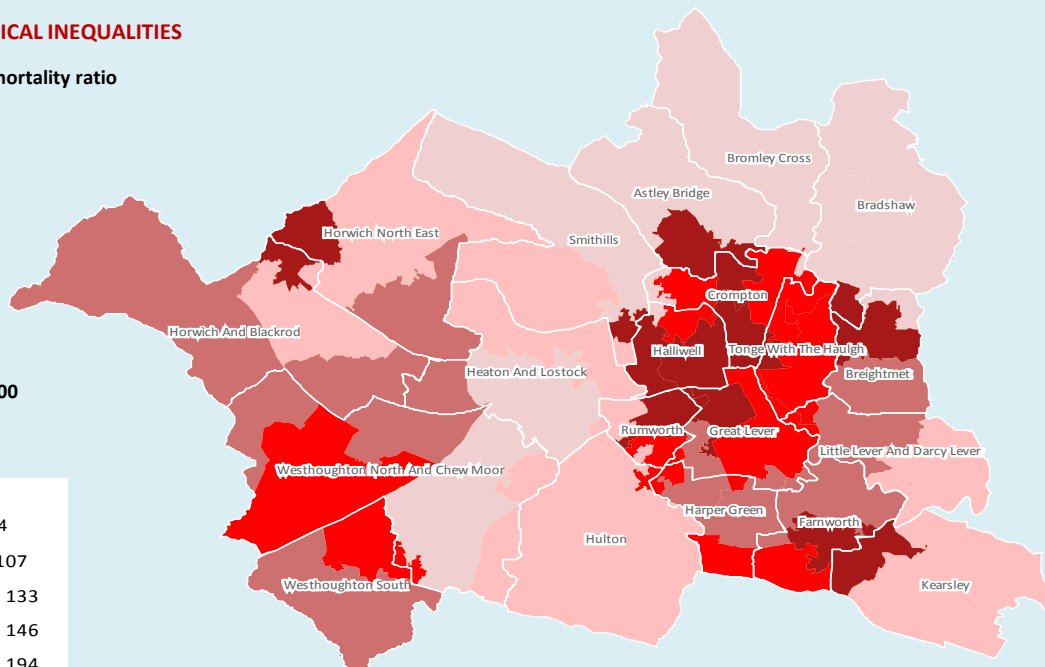 ICAL INEQUALITIES
mortality ratio
Bromley Cross
Astley Bridge
Bradshaw
Horwich North East
Smithills
Crompton
Horwich And Blackrod
Halliwell
Tonge With The Haulgh
Heaton And Lostock
Breightmet
00
Rumworth
Great Lever
Little Lever And Darcy Lever
Westhoughton North And Chew Moor
Harper Green
4
Farnworth
Hulton
107
Westhoughton South
Kearsley
133
146
194